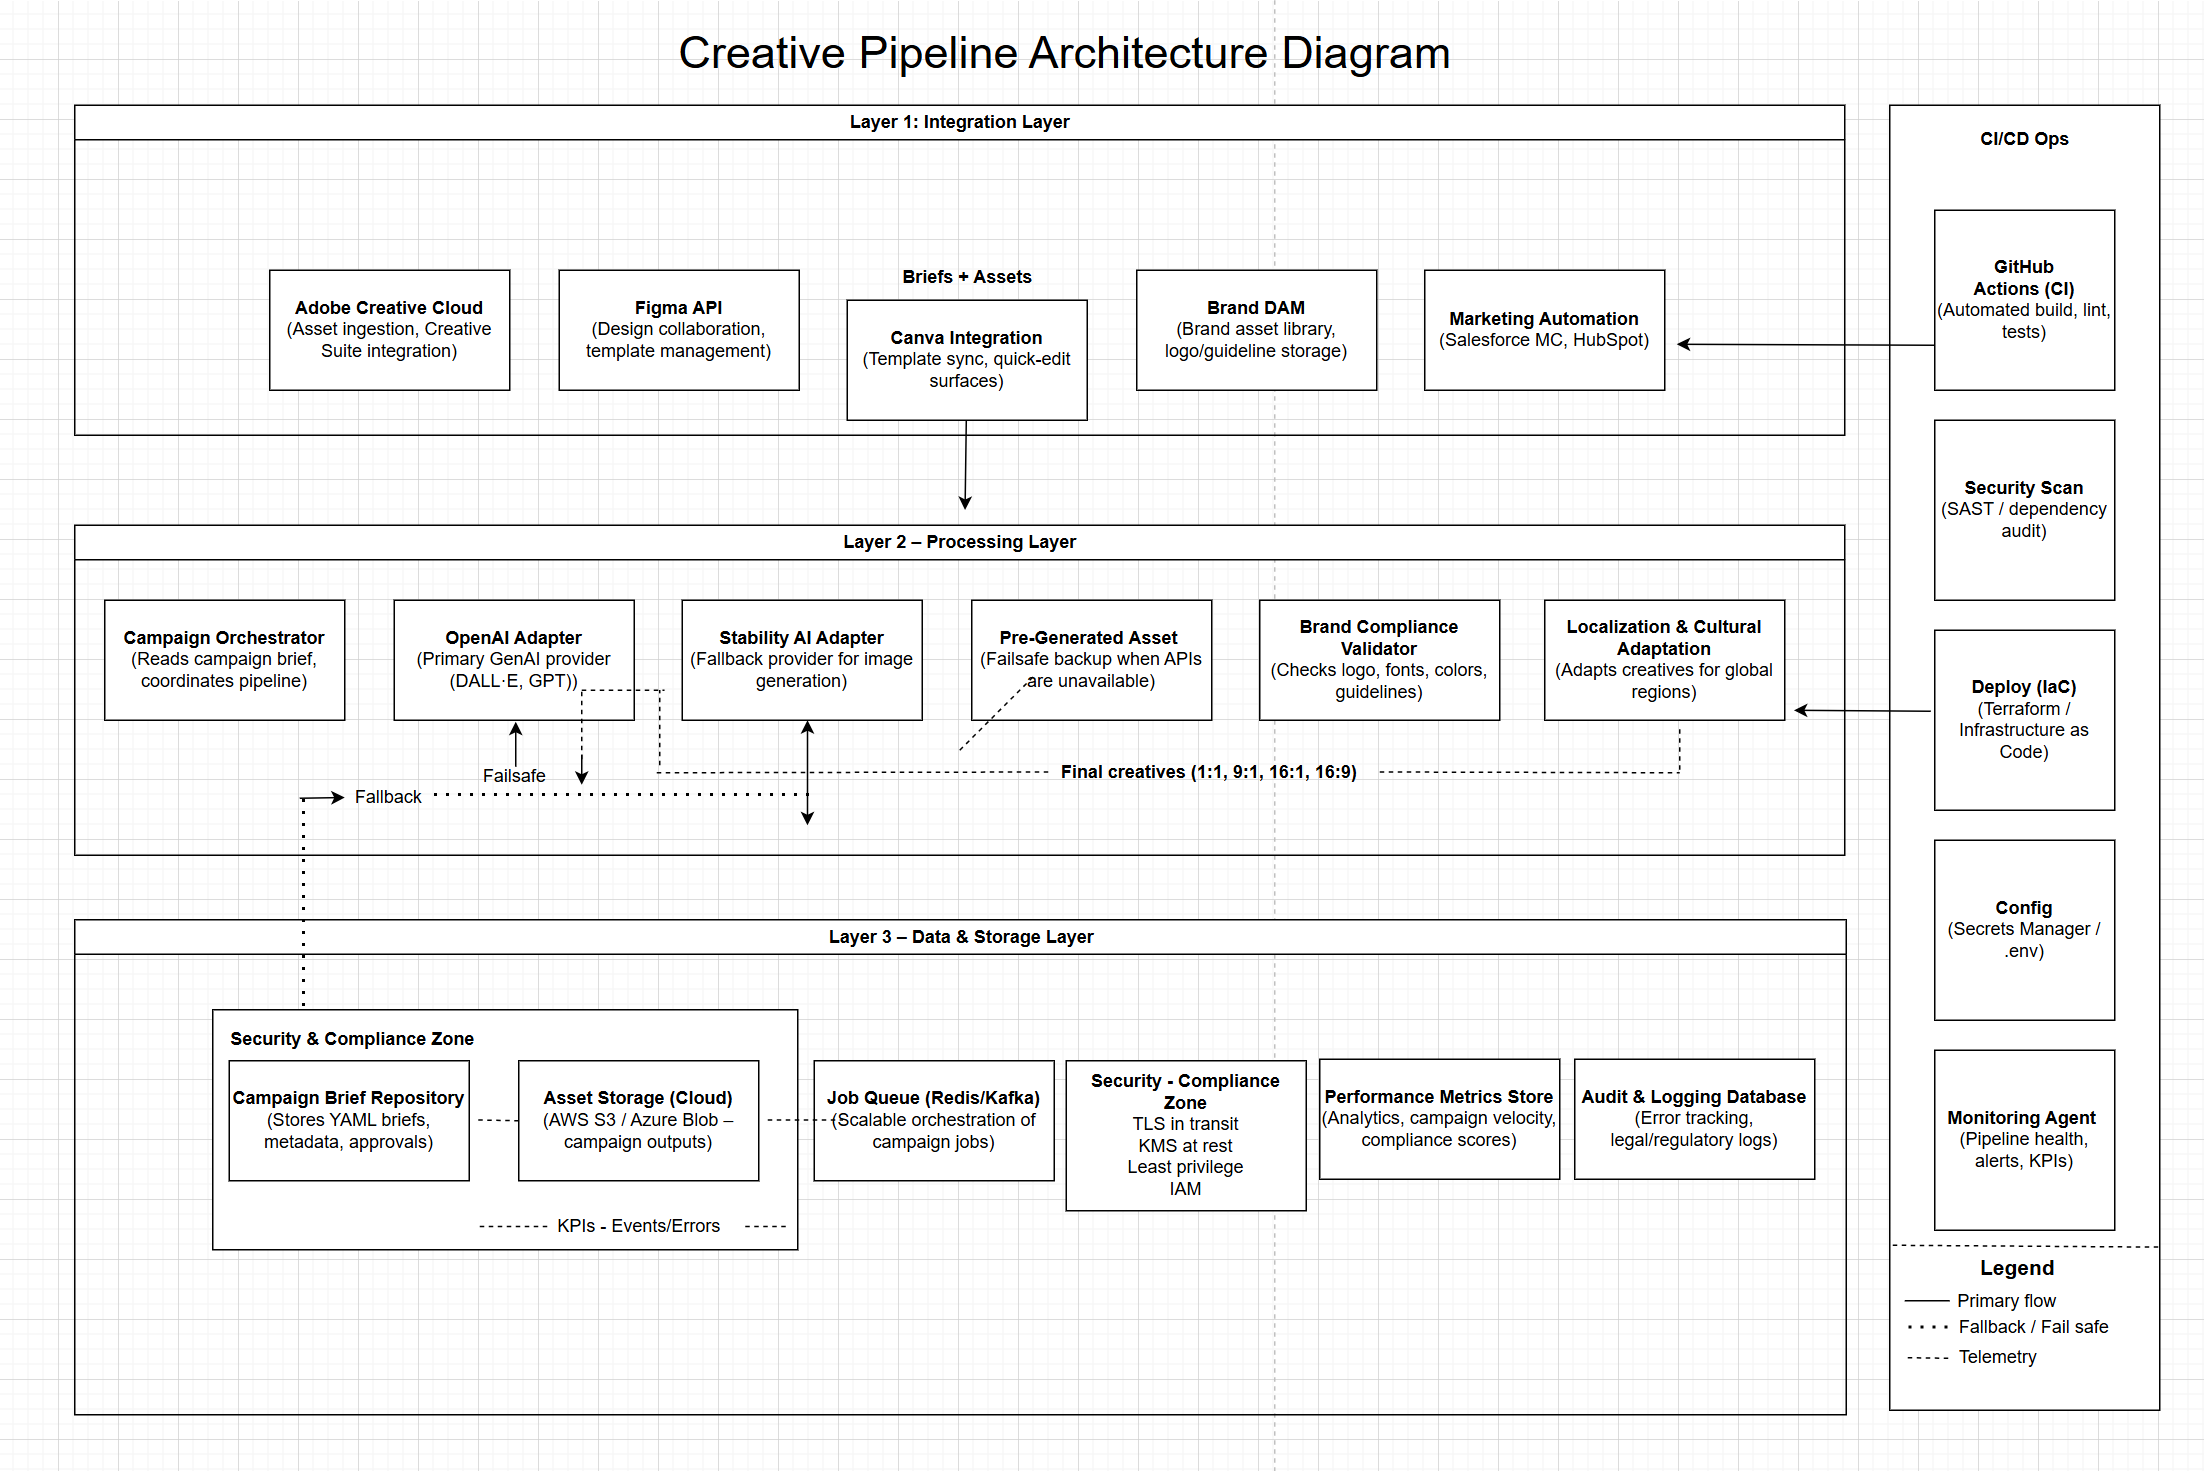 Creative Pipeline Architecture Diagram
Layer 1: Integration Layer
Adobe Creative Cloud
(Asset ingestion, Creative
Suite integration)
Figma API
(Design collaboration,
template management)
Briefs + Assets
Canva Integration
(Template sync, quick-edit
surfaces)
Brand DAM
(Brand asset library,
logo/guideline storage)
Marketing Automation
(Salesforce MC, HubSpot)
Layer 2 – Processing Layer
Campaign Orchestrator
(Reads campaign brief,
coordinates pipeline)
OpenAI Adapter
(Primary GenAI provider
(DALL·E, GPT))
Stability AI Adapter
(Fallback provider for image
generation)
Pre-Generated Asset
(Failsafe backup when APIs
are unavailable)
Brand Compliance
Validator
(Checks logo, fonts, colors,
guidelines)
Localization & Cultural
Adaptation
(Adapts creatives for global
regions)
Failsafe
Fallback
Final creatives (1:1, 9:1, 16:1, 16:9)
Layer 3 – Data & Storage Layer
Security & Compliance Zone
Campaign Brief Repository
(Stores YAML briefs,
metadata, approvals)
Asset Storage (Cloud)
(AWS S3 / Azure Blob –
campaign outputs)
KPIs - Events/Errors
Job Queue (Redis/Kafka)
(Scalable orchestration of
campaign jobs)
Security - Compliance
Zone
TLS in transit
KMS at rest
Least privilege
IAM
Performance Metrics Store
(Analytics, campaign velocity,
compliance scores)
Audit & Logging Database
(Error tracking,
legal/regulatory logs)
CI/CD Ops
GitHub
Actions (CI)
(Automated build, lint,
tests)
Security Scan
(SAST / dependency
audit)
Deploy (IaC)
(Terraform /
Infrastructure as
Code)
Config
(Secrets Manager /
.env)
Monitoring Agent
(Pipeline health,
alerts, KPIs)
Legend
Primary flow
Fallback / Fail safe
Telemetry